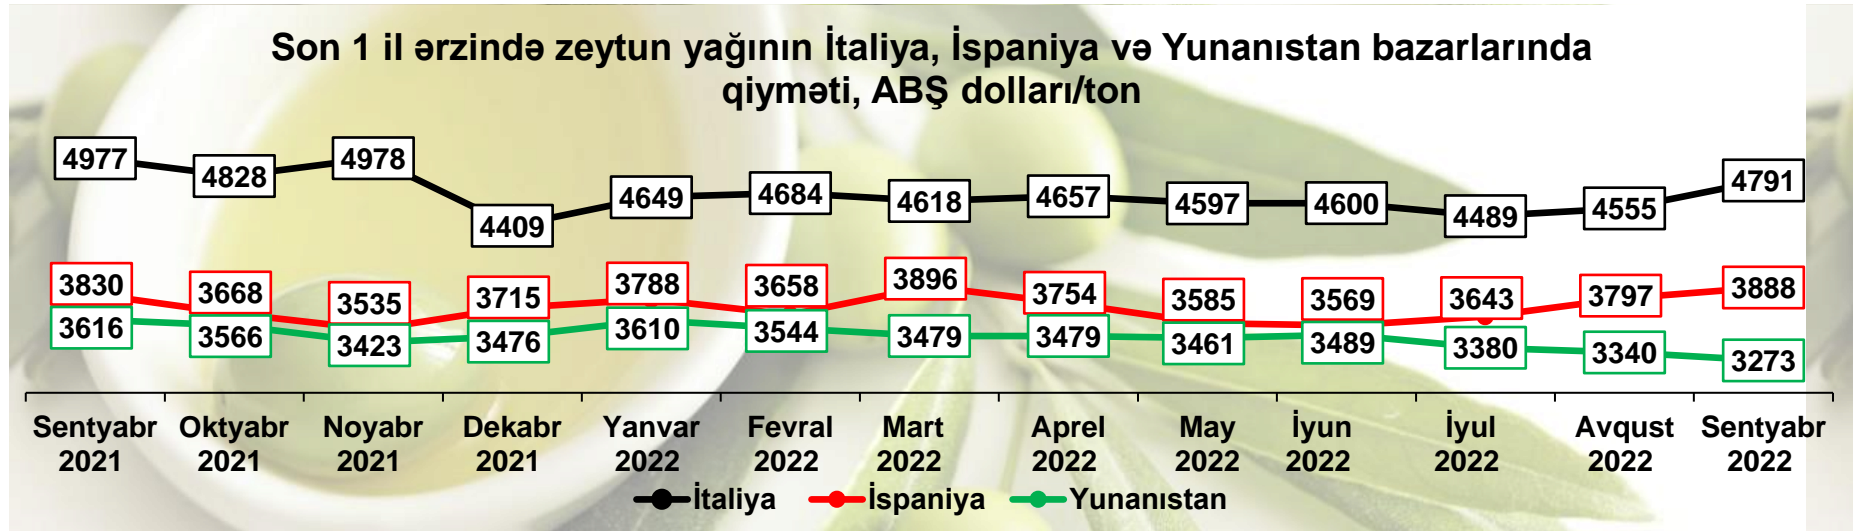 Son 1 il ərzində zeytun yağının İtaliya, İspaniya və Yunanıstan bazarlarında
qiyməti, ABŞ dolları/ton
4977 4828 4978 4409 4649 4684 4618 4657 4597 4600 4489 4555 4791
3830 3668 3535 3715 3788 3658 3896 3754 3585 3569 3643 3797 3888
3616 3566 3423 3476 3610 3544 3479 3479 3461 3489 3380 3340 3273
Sentyabr Oktyabr Noyabr Dekabr Yanvar Fevral Mart Aprel May İyun İyul Avqust Sentyabr
2021 2021 2021 2021 2022 2022 2022 2022 2022 2022 2022 2022 2022
İtaliya İspaniya Yunanıstan